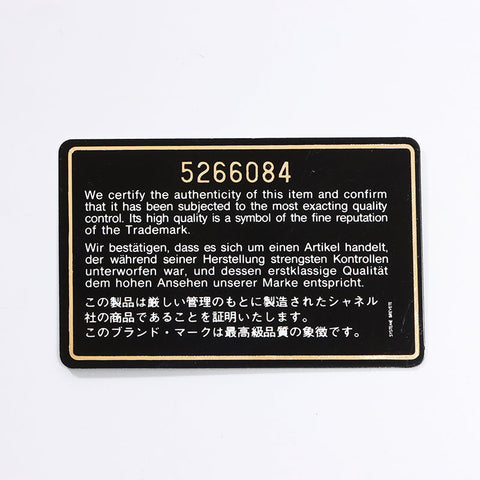 5266084
We certify the authenticity of this item and confirm
that it has been subjected to the most exacting quality
control. Its high quality is a symbol of the fine reputation
of the Trademark.
Wir bestätigen, dass es sich um einen Artikel handelt,
der während seiner Herstellung strengsten Kontrollen
unterworfen war, und dessen erstklassige Qualität
dem hohen Ansehen unserer Marke entspricht.
この製品は厳しい管理のもとに製造されたシャネル
社の商品であることを証明いたします。
このブランド・マークは最高級品質の象徴です。